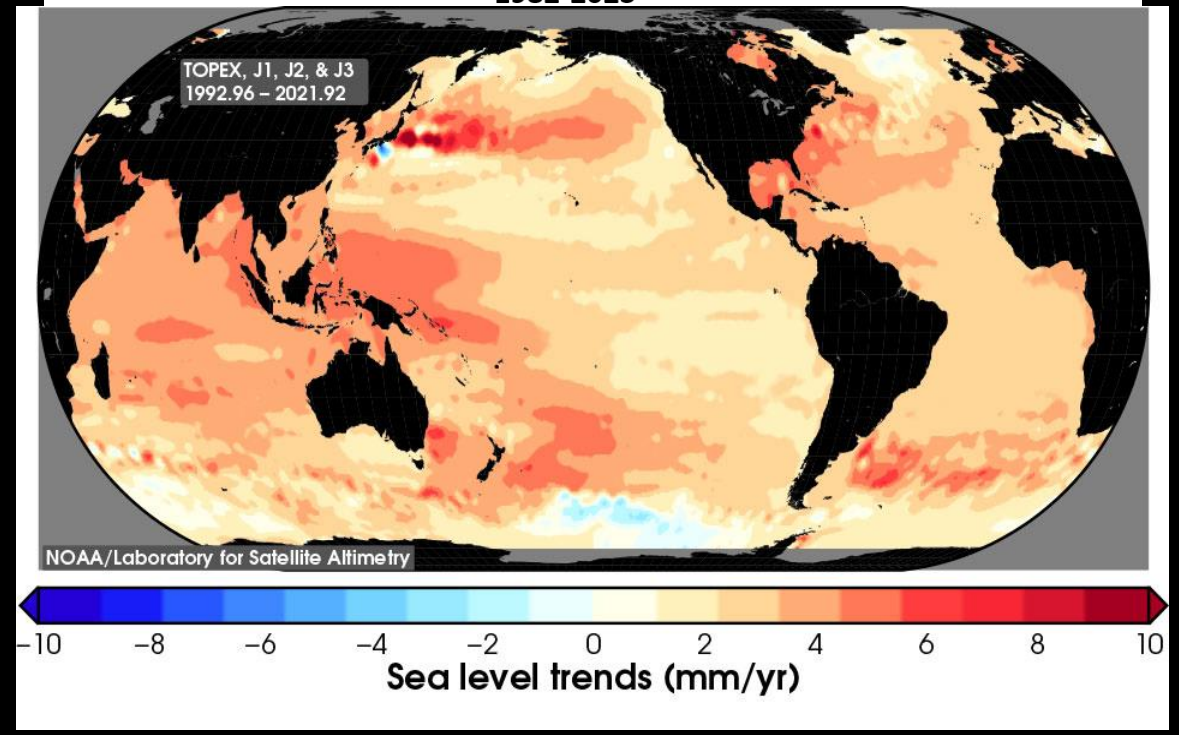 TOPEX, J1, J2, & J3
1992.96 – 2021.92
NOAA/Laboratory for Satellite Altimetry
−10 −8 −6 −4 −2 0 2 4 6 8 10
Sea level trends (mm/yr)